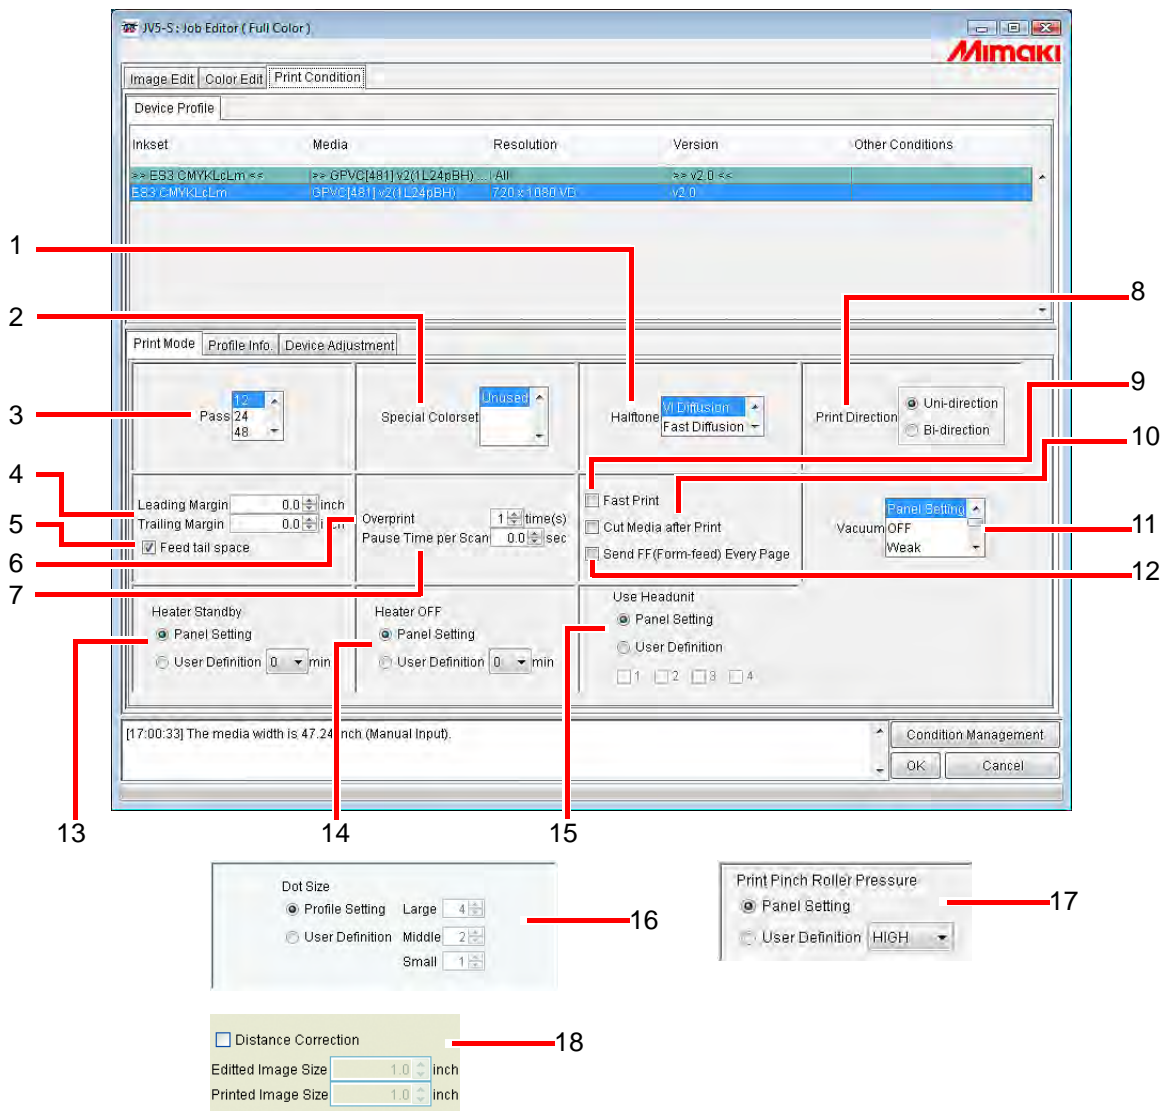 JV5-S : Job Editor ( Full Color )
Mimaki
Image Edit Color Edit Print Condition
Device Profile
Inkset Media Resolution Version Other Conditions
>> ES3 CMYKLcLm << >> GPVC[481] v2(1L24pBH) ... All >> v2.0 <<
ES3 CMYKLcLm GPVC[481] v2(1L24pBH) 720 x 1080 VD v2.0
1
8
2
Print Mode Profile Info. Device Adjustment
9
3
Pass 12
24
48
Special Colorset Unused
Halftone VI Diffusion
Fast Diffusion
Print Direction Uni-direction
Bi-direction
10
4
Leading Margin 0.0 inch
Trailing Margin 0.0 inch
5
Feed tail space
Overprint 1 time(s)
Pause Time per Scan 0.0 sec
Fast Print
Cut Media after Print
Send FF(Form-feed) Every Page
Vacuum Panel Setting
OFF
Weak
11
6
12
7
Heater Standby
Panel Setting
User Definition 0 min
Heater OFF
Panel Setting
User Definition 0 min
Use Headunit
Panel Setting
User Definition
1 2 3 4
[17:00:33] The media width is 47.24 inch (Manual Input).
Condition Management
OK Cancel
13 14 15
Dot Size
Profile Setting Large 4
User Definition Middle 2
Small 1
16
Print Pinch Roller Pressure
Panel Setting
User Definition HIGH
17
Distance Correction
Editted Image Size 1.0 inch
Printed Image Size 1.0 inch
18